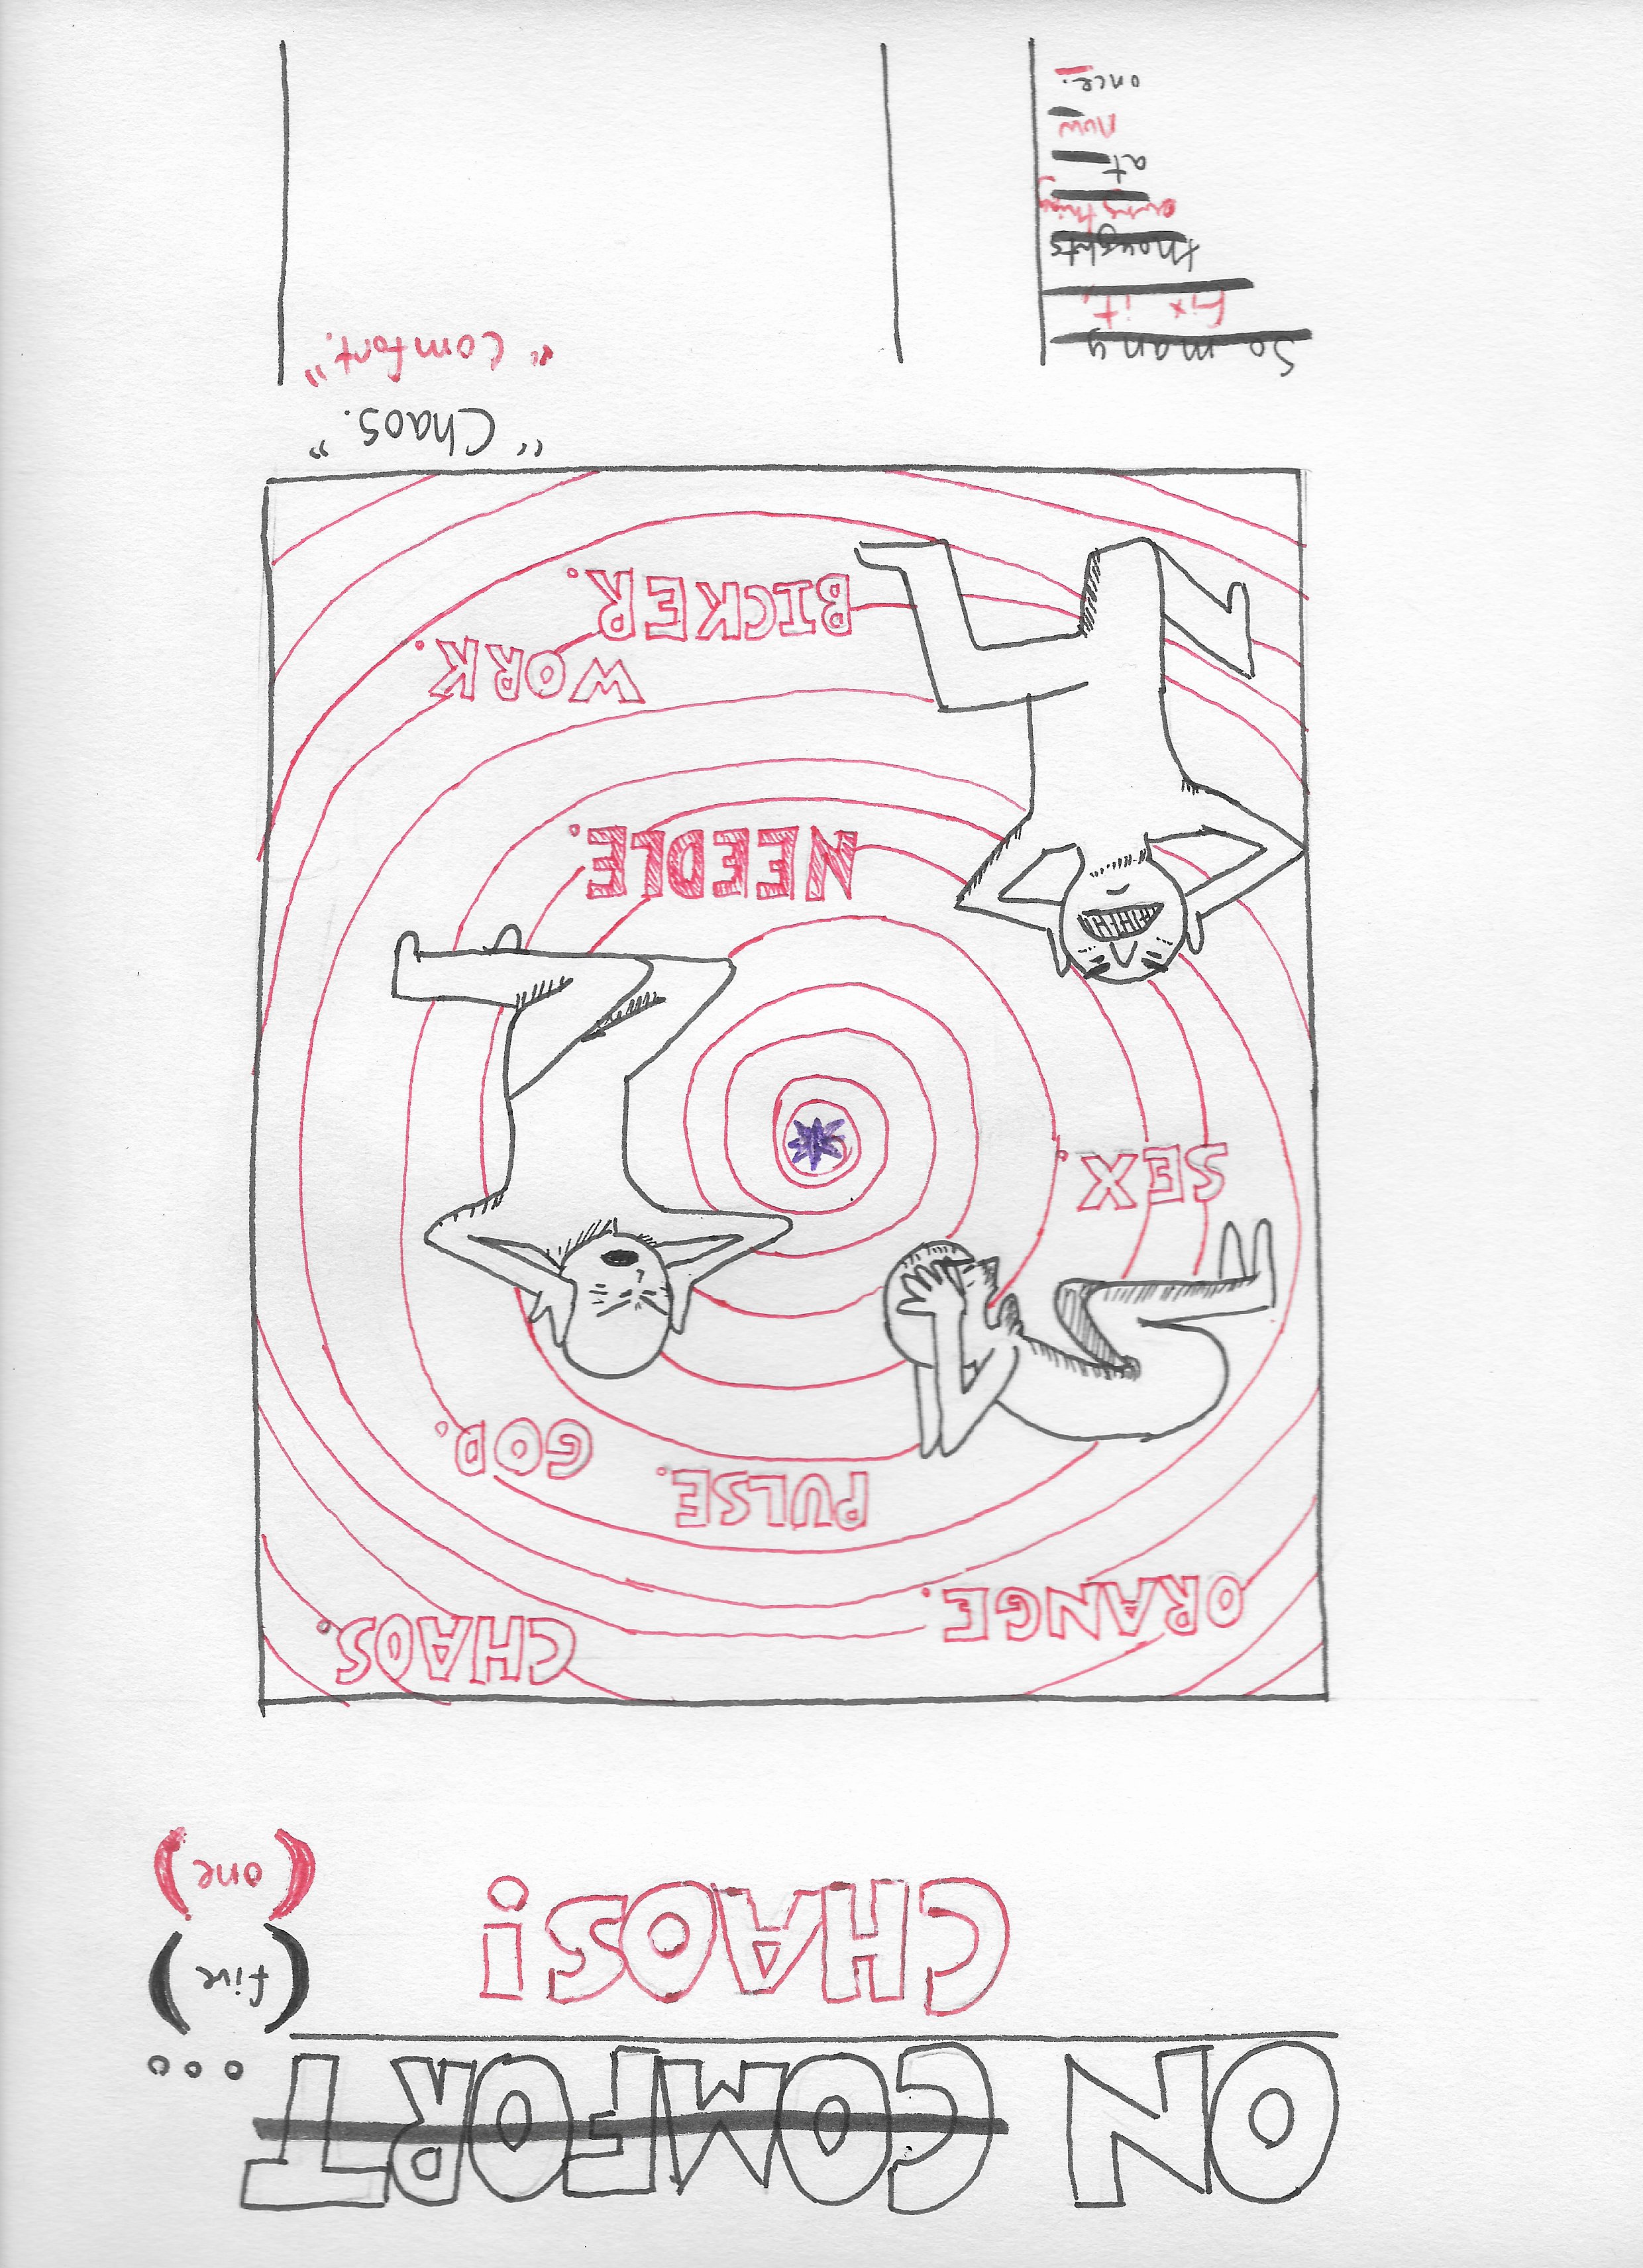 ON COMFORT...
CHAOS!
(five)
(one)
CHAOS.
ORANGE.
PULSE.
GOD.
SEX.
NEEDLE.
WORK.
BICKER.
"Chaos."
"Comfort."
So many
Fix it,
thoughts
everything
at
now
once.